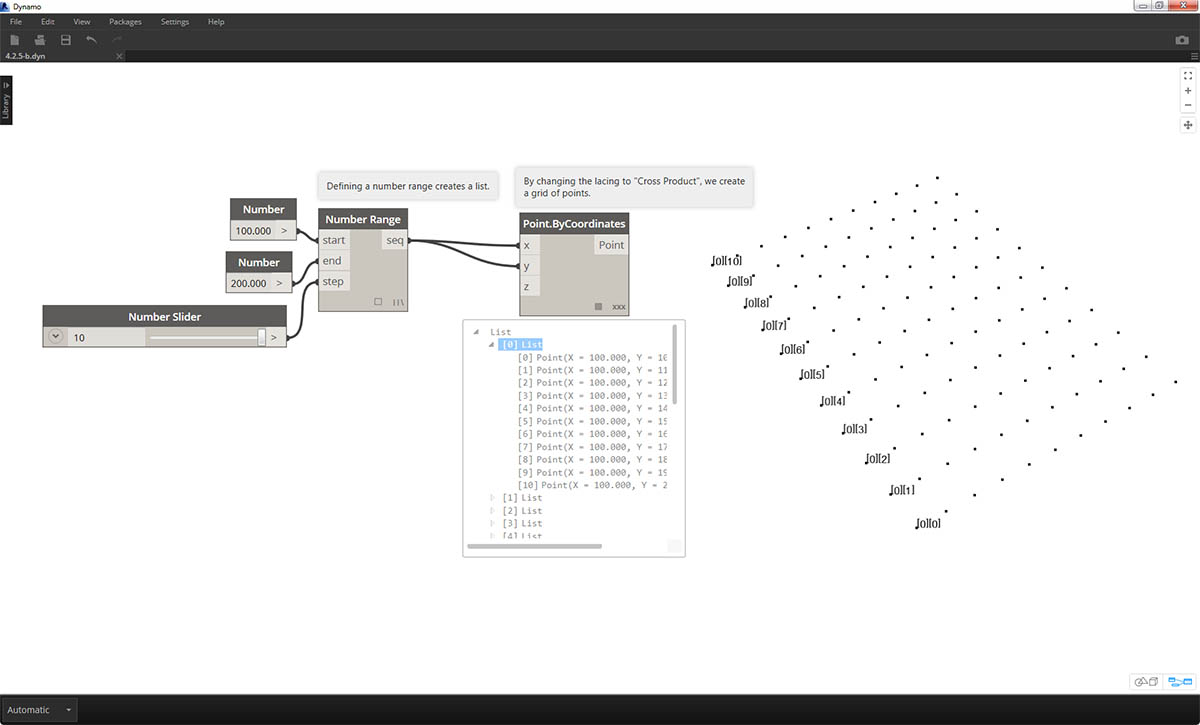 Dynamo
File Edit View Packages Settings Help
4.2.5-b.dyn
Library
Defining a number range creates a list.
By changing the lacing to "Cross Product", we create
a grid of points.
Number
100.000 >
Number
200.000 >
Number Slider
10 >
Number Range
start seq
end
step
Point.ByCoordinates
x Point
y
z
xxx
List
[0] List
[0] Point(X = 100.000, Y = 10
[1] Point(X = 100.000, Y = 11
[2] Point(X = 100.000, Y = 12
[3] Point(X = 100.000, Y = 13
[4] Point(X = 100.000, Y = 14
[5] Point(X = 100.000, Y = 15
[6] Point(X = 100.000, Y = 16
[7] Point(X = 100.000, Y = 17
[8] Point(X = 100.000, Y = 18
[9] Point(X = 100.000, Y = 19
[10] Point(X = 100.000, Y = 2
[1] List
[2] List
[3] List
[4] List
[0][10]
[0][9]
[0][8]
[0][7]
[0][6]
[0][5]
[0][4]
[0][3]
[0][2]
[0][1]
[0][0]
Automatic